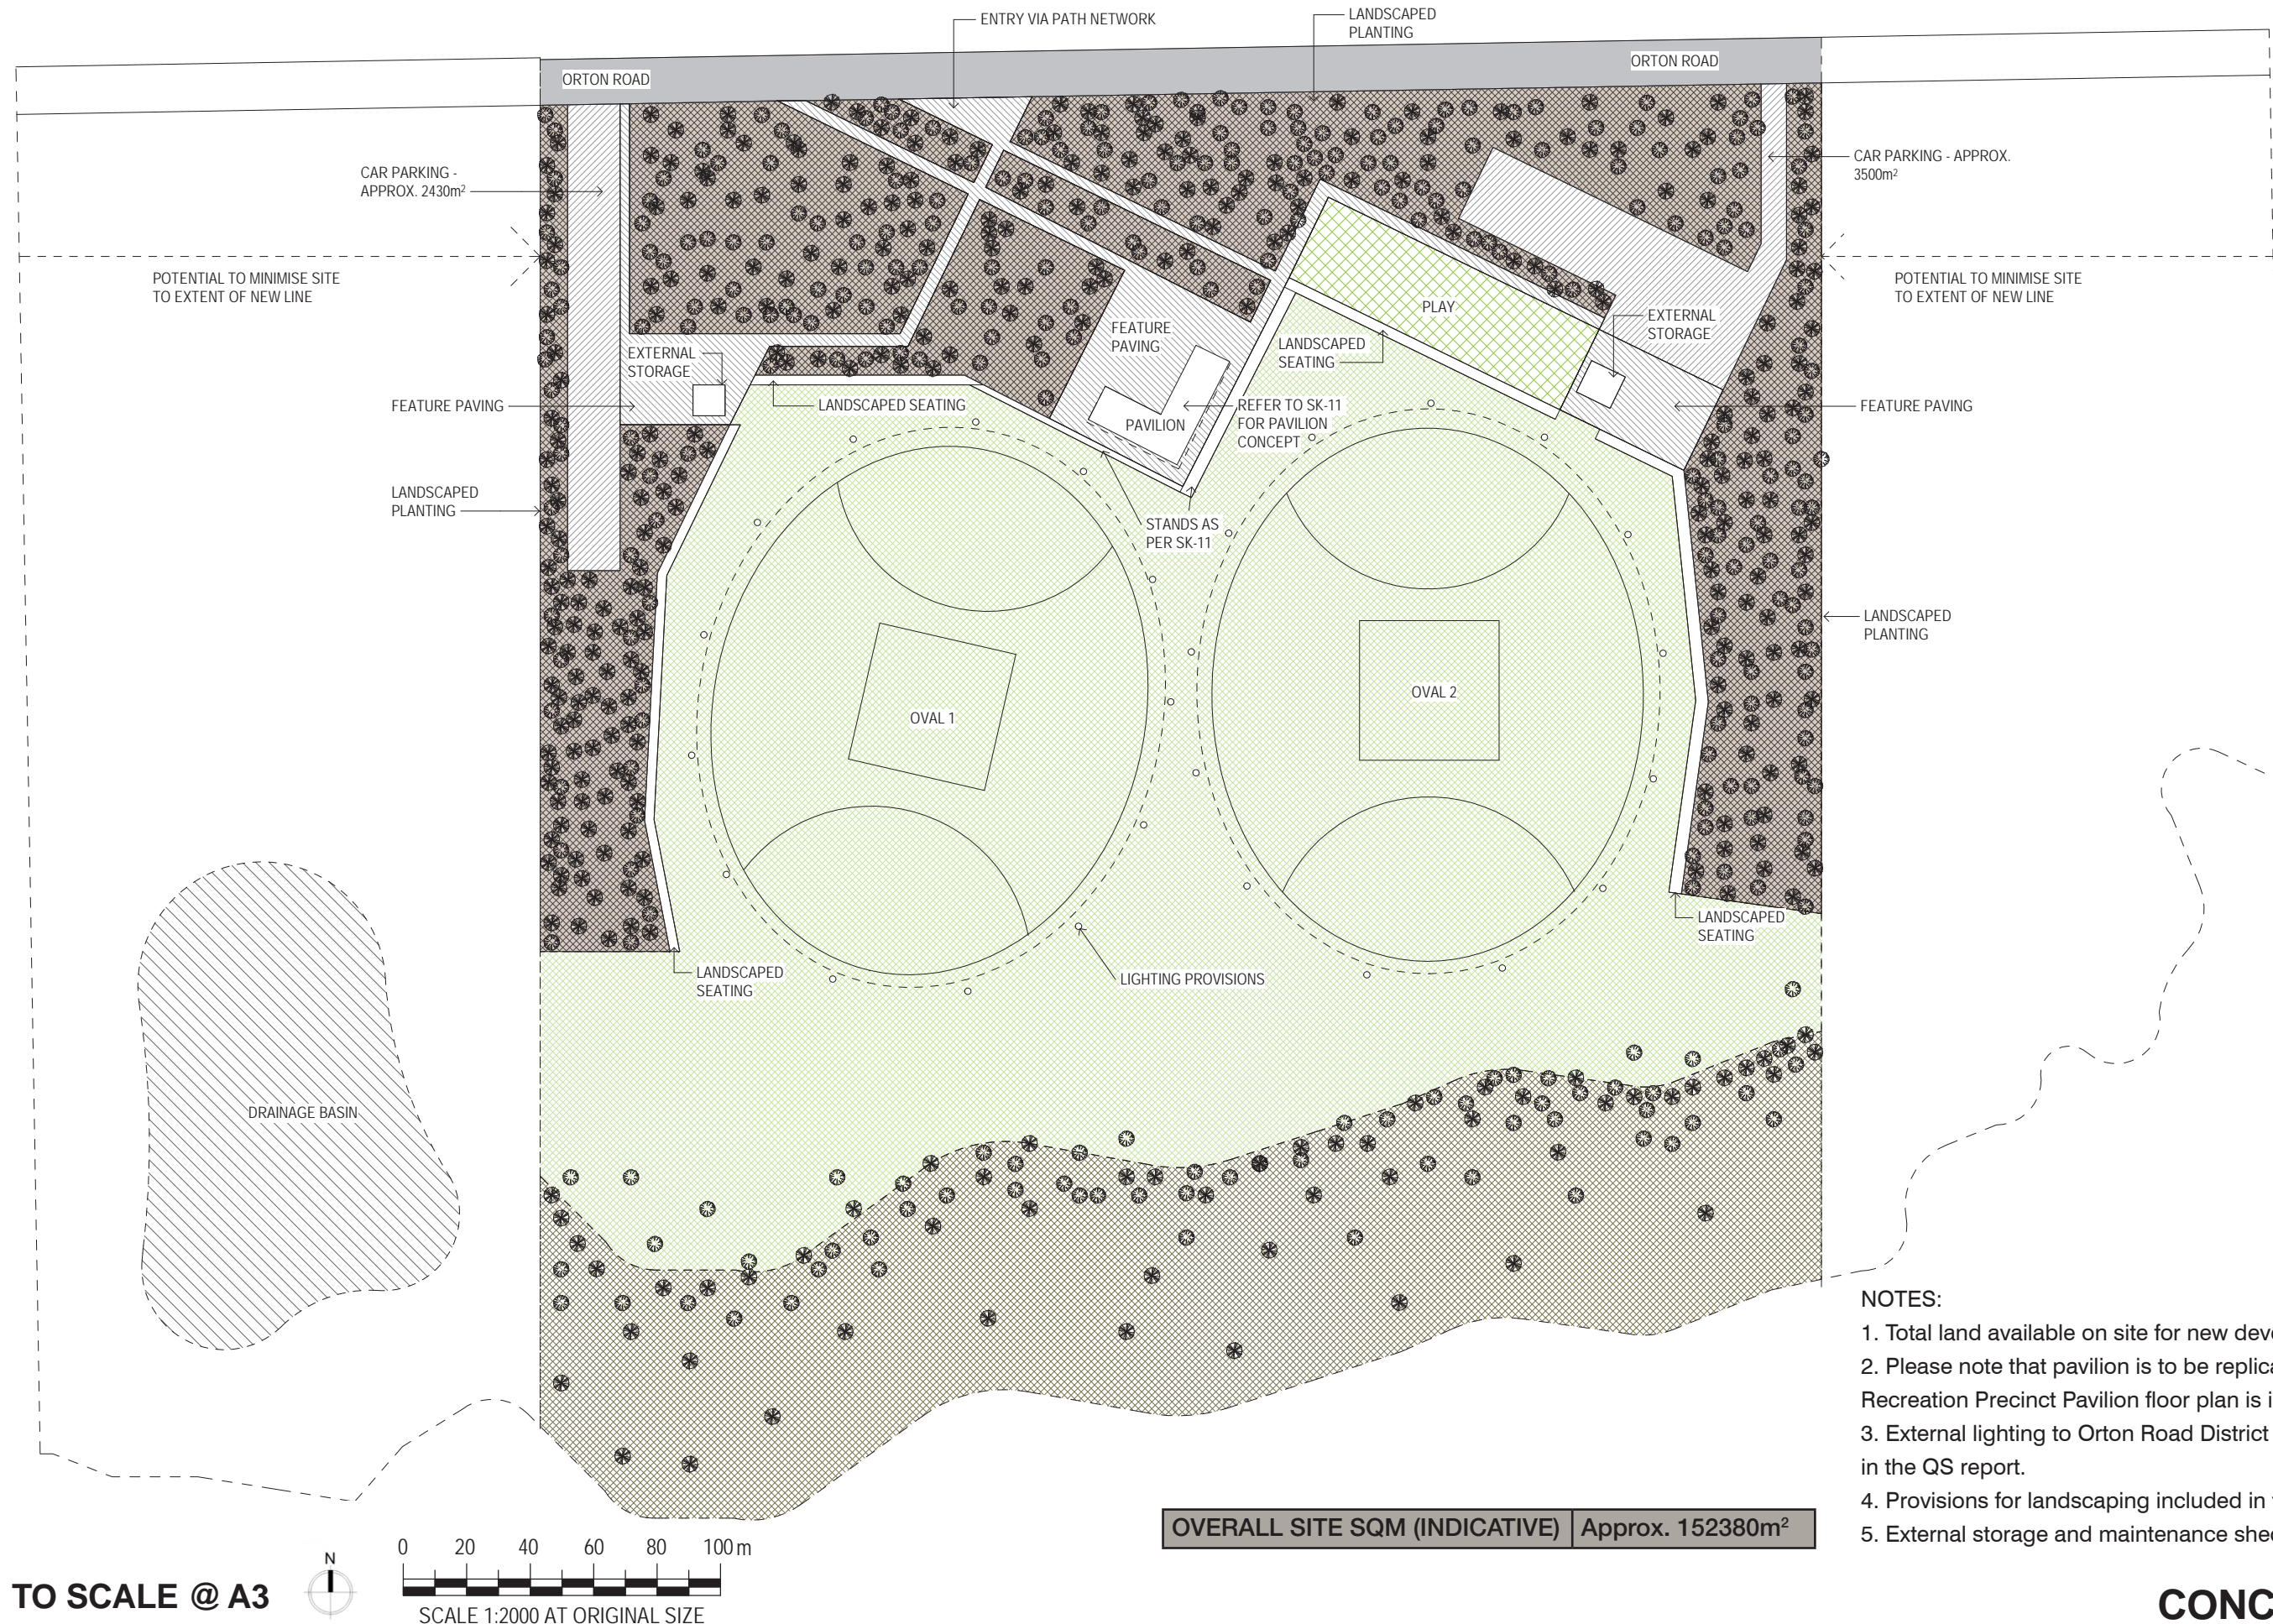 ENTRY VIA PATH NETWORK
LANDSCAPED
PLANTING
ORTON ROAD
ORTON ROAD
CAR PARKING -
APPROX. 2430m²
CAR PARKING - APPROX.
3500m²
POTENTIAL TO MINIMISE SITE
TO EXTENT OF NEW LINE
POTENTIAL TO MINIMISE SITE
TO EXTENT OF NEW LINE
PLAY
EXTERNAL
STORAGE
FEATURE
PAVING
LANDSCAPED
SEATING
EXTERNAL
STORAGE
FEATURE PAVING
LANDSCAPED SEATING
PAVILION
REFER TO SK-11
FOR PAVILION
CONCEPT
FEATURE PAVING
LANDSCAPED
PLANTING
STANDS AS
PER SK-11
LANDSCAPED
PLANTING
OVAL 1
OVAL 2
LANDSCAPED
SEATING
LANDSCAPED
SEATING
LIGHTING PROVISIONS
DRAINAGE BASIN
NOTES:
1. Total land available on site for new
2. Please note that pavilion is to be
Recreation Precinct Pavilion floor plan is
3. External lighting to Orton Road District
in the QS report.
4. Provisions for landscaping included in
5. External storage and maintenance
OVERALL SITE SQM (INDICATIVE) Approx. 152380m²
N
0 20 40 60 80 100 m
SCALE 1:2000 AT ORIGINAL SIZE
TO SCALE @ A3